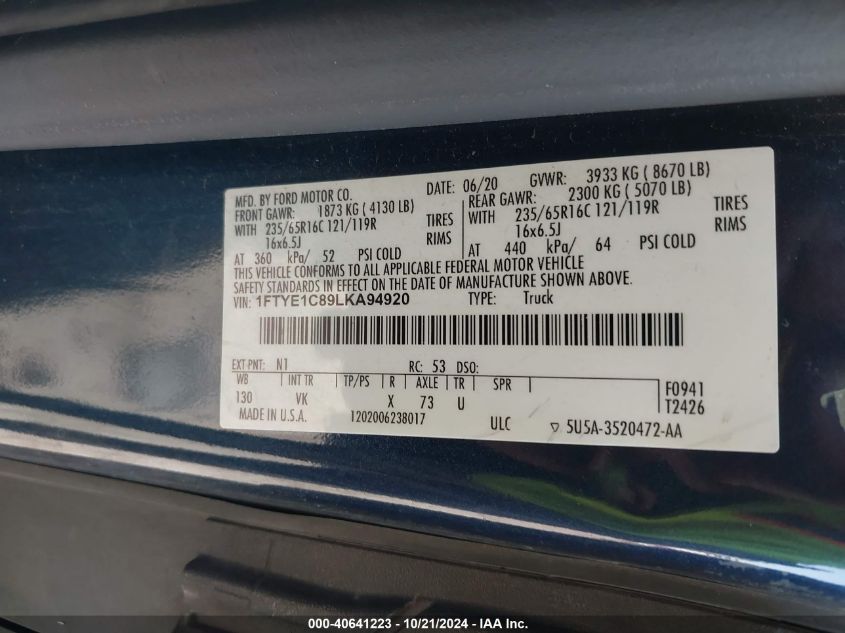 MFD. BY FORD MOTOR CO. DATE: 06/20 GVWR: 3933 KG ( 8670 LB)
FRONT GAWR: 1873 KG ( 4130 LB) REAR GAWR: 2300 KG ( 5070 LB)
WITH 235/65R16C 121/119R TIRES WITH 235/65R16C 121/119R TIRES
16x6.5J RIMS 16x6.5J RIMS
AT 360 kPa/ 52 PSI COLD AT 440 kPa/ 64 PSI COLD
THIS VEHICLE CONFORMS TO ALL APPLICABLE FEDERAL MOTOR VEHICLE
SAFETY STANDARDS IN EFFECT ON THE DATE OF MANUFACTURE SHOWN ABOVE.
VIN: 1FTYE1C89LKA94920 TYPE: Truck
EXT PNT: N1 RC: 53 DSO:
WB INT TR TP/PS R AXLE TR SPR F0941
130 VK X 73 U T2426
MADE IN U.S.A. 1202006238017 ULC ▽ 5U5A-3520472-AA
000-40641223 - 10/21/2024 - IAA Inc.